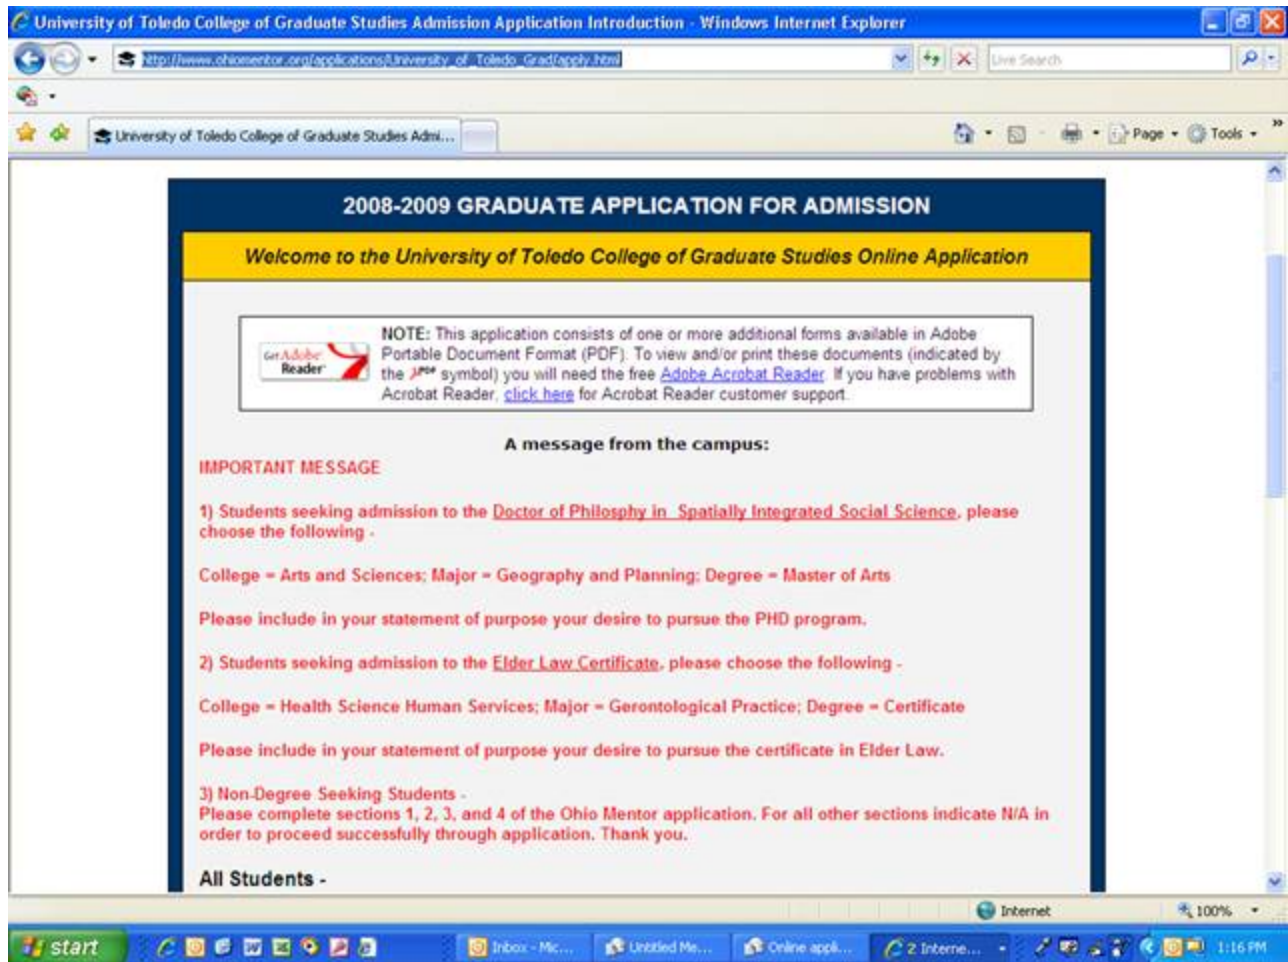 University of Toledo College of Graduate Studies Admission Application Introduction - Windows Internet Explorer
http://www.ohiomentor.org/applications/University_of_Toledo_Grad/apply.html
Live Search
University of Toledo College of Graduate Studies Admi...
Page
Tools
2008-2009 GRADUATE APPLICATION FOR ADMISSION
Welcome to the University of Toledo College of Graduate Studies Online Application
Get Adobe Reader
NOTE: This application consists of one or more additional forms available in Adobe
Portable Document Format (PDF). To view and/or print these documents (indicated by
the PDF symbol) you will need the free Adobe Acrobat Reader. If you have problems with
Acrobat Reader, click here for Acrobat Reader customer support.
A message from the campus:
IMPORTANT MESSAGE
1) Students seeking admission to the Doctor of Philosphy in Spatially Integrated Social Science, please
choose the following -
College = Arts and Sciences; Major = Geography and Planning; Degree = Master of Arts
Please include in your statement of purpose your desire to pursue the PHD program.
2) Students seeking admission to the Elder Law Certificate, please choose the following -
College = Health Science Human Services; Major = Gerontological Practice; Degree = Certificate
Please include in your statement of purpose your desire to pursue the certificate in Elder Law.
3) Non-Degree Seeking Students -
Please complete sections 1, 2, 3, and 4 of the Ohio Mentor application. For all other sections indicate N/A in
order to proceed successfully through application. Thank you.
All Students -
Internet
100%
start
Inbox - Mic...
Untitled Me...
Online appli...
2 Interne...
1:16 PM